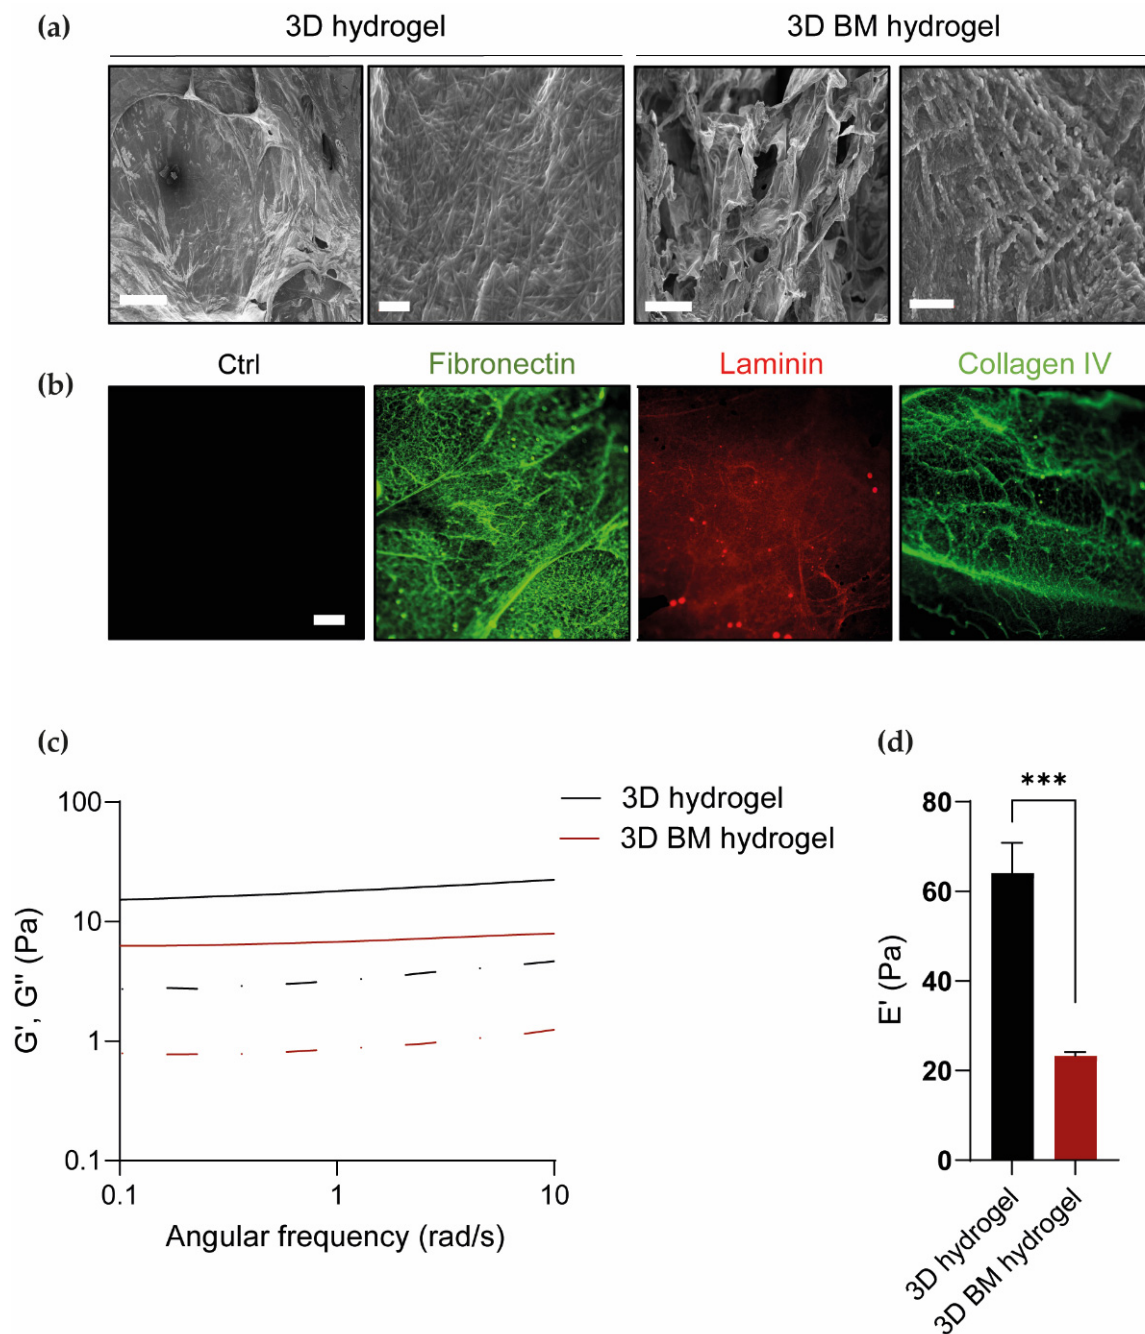 (a)
3D hydrogel
3D BM hydrogel
(b)
Ctrl
Fibronectin
Laminin
Collagen IV
(c)
100
10
1
0.1
G', G'' (Pa)
0.1
1
10
Angular frequency (rad/s)
3D hydrogel
3D BM hydrogel
(d)
***
80
60
40
20
0
E' (Pa)
3D hydrogel
3D BM hydrogel